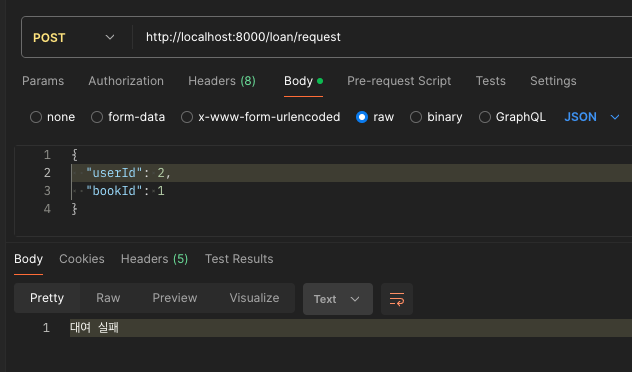 POST http://localhost:8000/loan/request
Params Authorization Headers (8) Body Pre-request Script Tests Settings
none form-data x-www-form-urlencoded raw binary GraphQL JSON
1 {
2 "userId": 2,
3 "bookId": 1
4 }
Body Cookies Headers (5) Test Results
Pretty Raw Preview Visualize Text
1 대여 실패